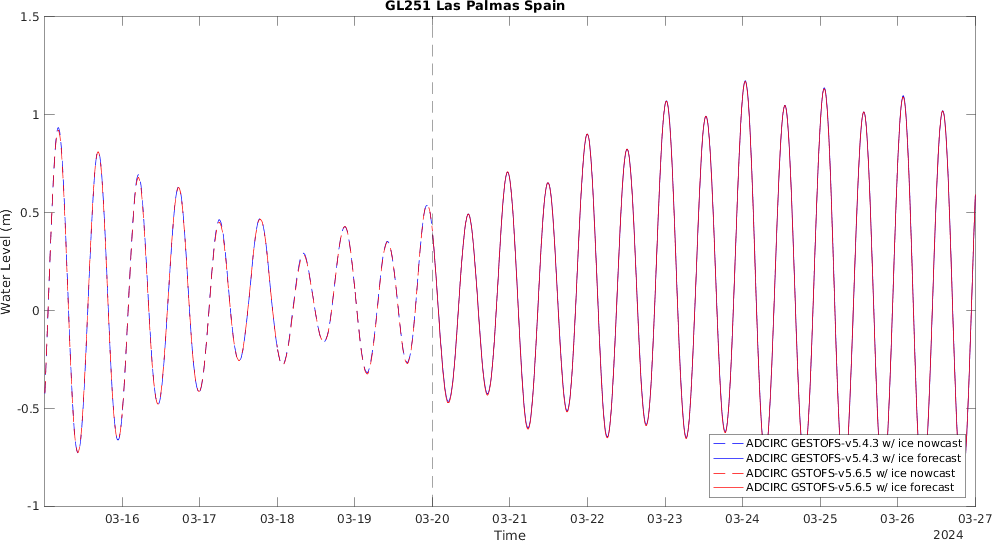 GL251 Las Palmas Spain
1.5
1
0.5
0
-0.5
-1
Water Level (m)
03-16 03-17 03-18 03-19 03-20 03-21 03-22 03-23 03-24 03-25 03-26 03-27
Time
2024
ADCIRC GESTOFS-v5.4.3 w/ ice nowcast
ADCIRC GESTOFS-v5.4.3 w/ ice forecast
ADCIRC GSTOFS-v5.6.5 w/ ice nowcast
ADCIRC GSTOFS-v5.6.5 w/ ice forecast